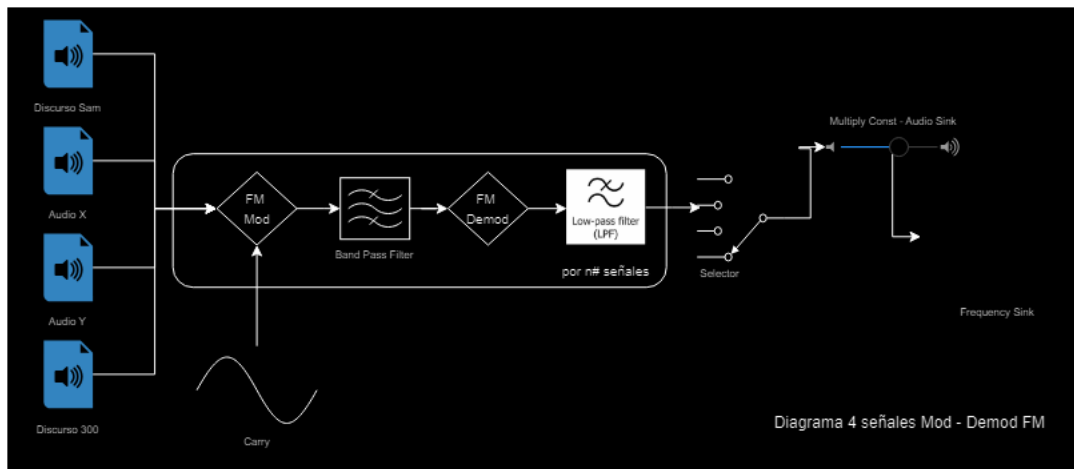 Discurso Sam
Audio X
Audio Y
Discurso 300
FM
Mod
Carry
Band Pass Filter
FM
Demod
Low-pass filter
(LPF)
por n# señales
Selector
Multiply Const - Audio Sink
Frequency Sink
Diagrama 4 señales Mod - Demod FM